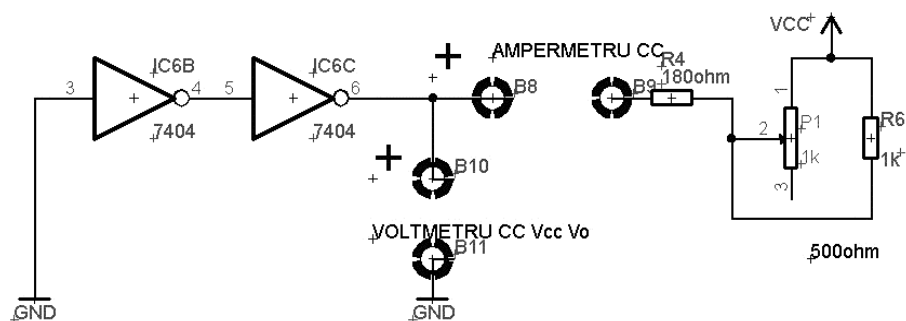 VCC
AMPERMETRU CC
R4
180ohm
IC6B
IC6C
B8
B9
3
4
5
6
1
2
P1
1k
3
R6
1k
7404
7404
B10
VOLTMETRU CC Vcc Vo
B11
500ohm
GND
GND